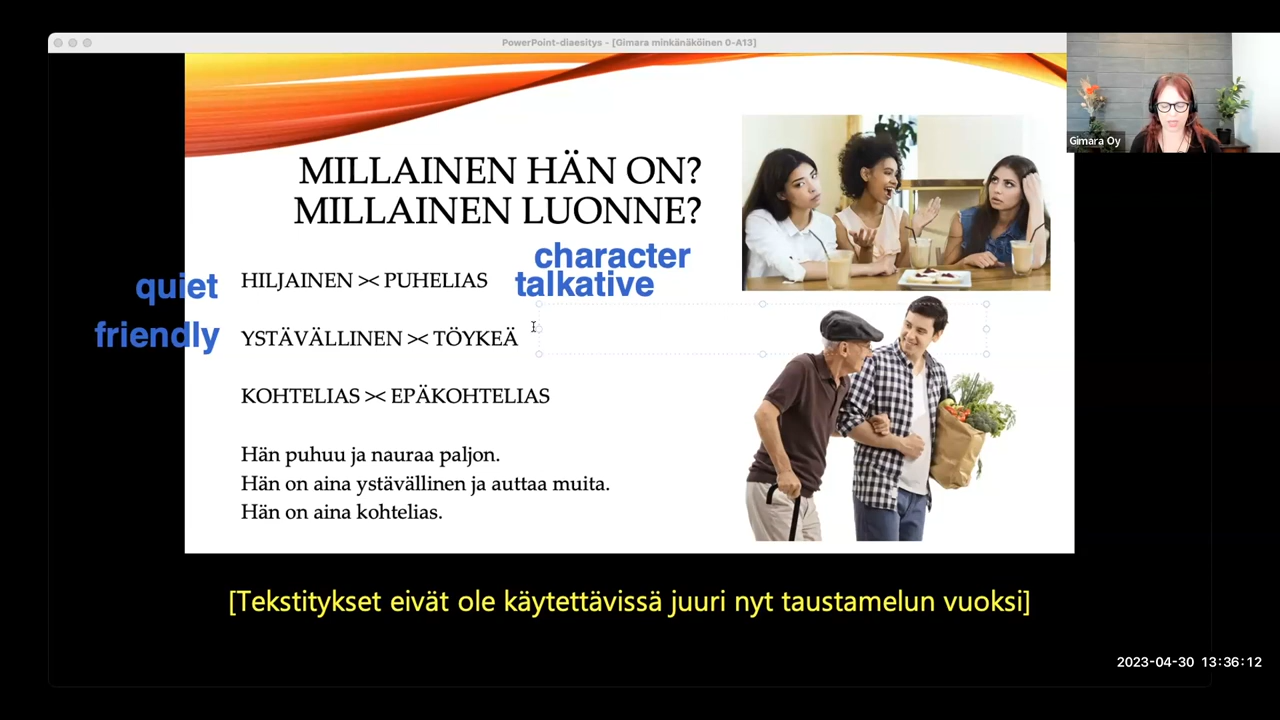 PowerPoint-diaesitys - [Gimara minkänäköinen 0-A13]
Gimara Oy
MILLAINEN HÄN ON?
MILLAINEN LUONNE?
character
quiet HILJAINEN >< PUHELIAS talkative
friendly YSTÄVÄLLINEN >< TÖYKEÄ
KOHTELIAS >< EPÄKOHTELIAS
Hän puhuu ja nauraa paljon.
Hän on aina ystävällinen ja auttaa muita.
Hän on aina kohtelias.
[Tekstitykset eivät ole käytettävissä juuri nyt taustamelun vuoksi]
2023-04-30 13:36:12